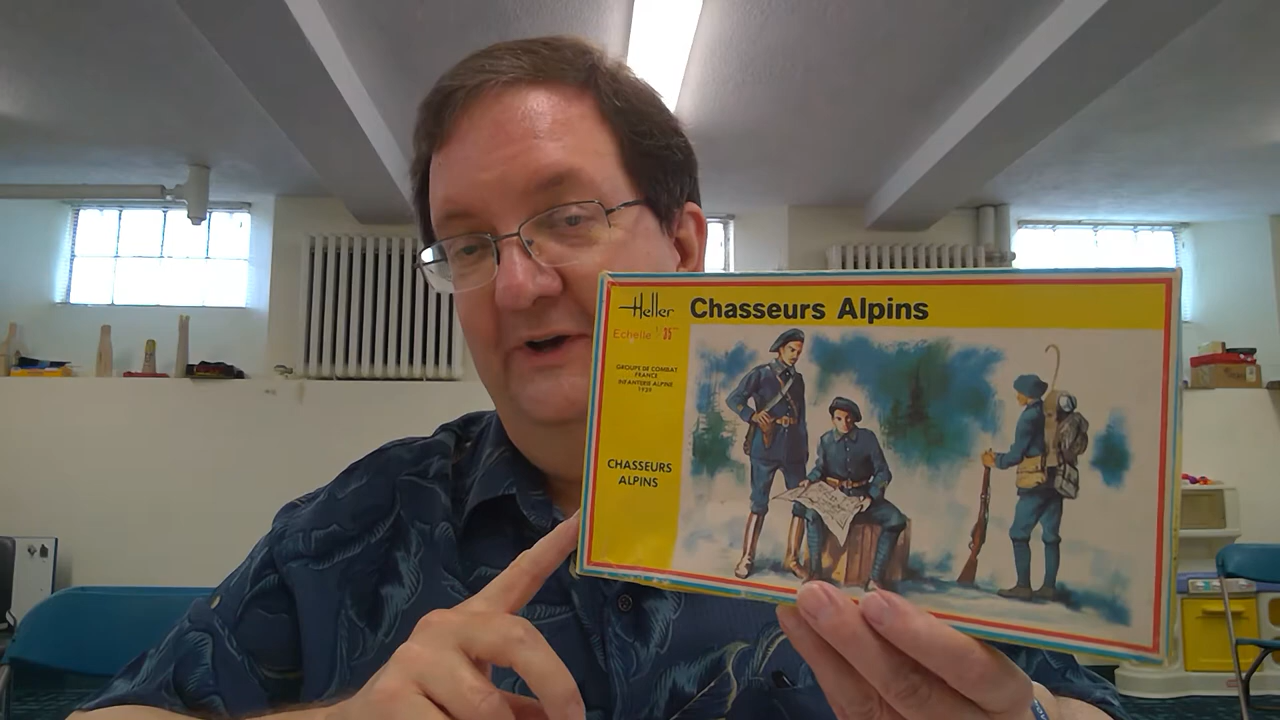 Heller
Chasseurs Alpins
Echelle 1/35
GROUPE DE COMBAT
FRANCE
INFANTERIE ALPINE
1939
CHASSEURS
ALPINS